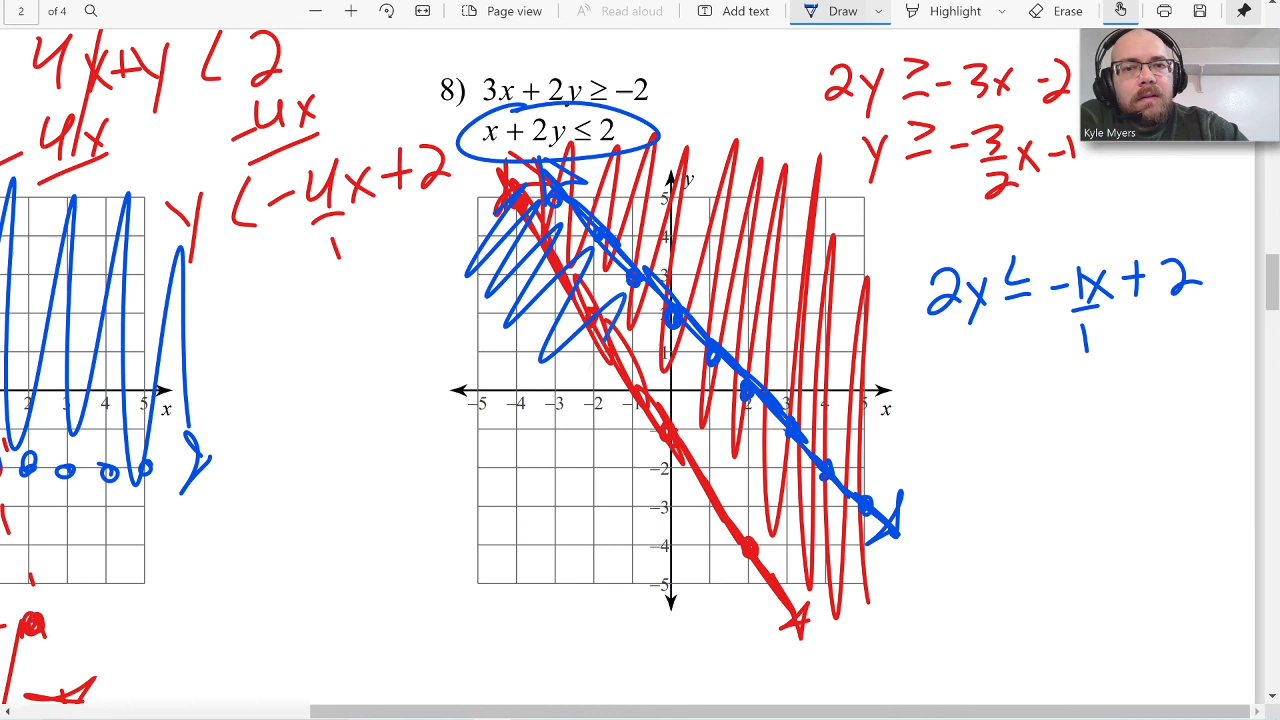 2 of 4 Page view Read aloud Add text Draw Highlight Erase
4x+y < 2
-4x -4x
y < -4x+2
1
8) 3x + 2y ≥ −2
x + 2y ≤ 2
2y ≥ -3x -2
y ≥ -3/2x -1
2y ≤ -1x + 2
1
Kyle Myers
y
5
4
3
1
-5 -4 -3 -2 -1 2 3 4 5 x
-2
-3
-4
-5
2 3 4 5 x